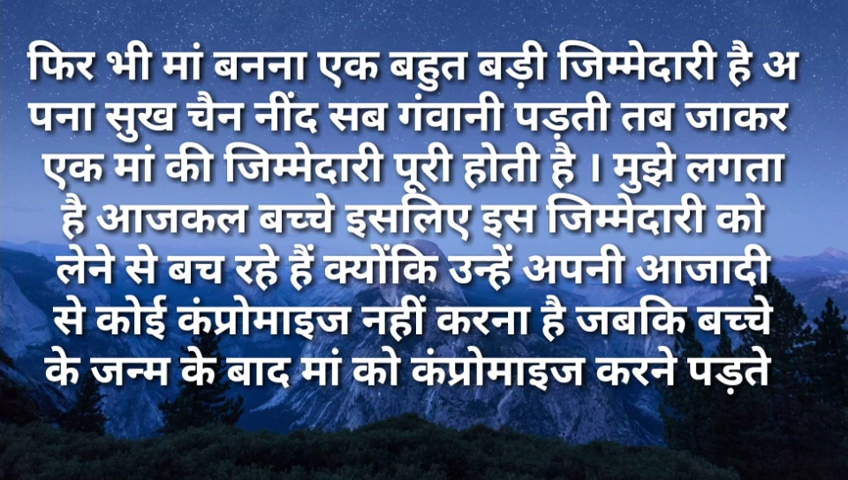 फिर भी मां बनना एक बहुत बड़ी जिम्मेदारी है अ
पना सुख चैन नींद सब गंवानी पड़ती तब जाकर
एक मां की जिम्मेदारी पूरी होती है । मुझे लगता
है आजकल बच्चे इसलिए इस जिम्मेदारी को
लेने से बच रहे हैं क्योंकि उन्हें अपनी आजादी
से कोई कंप्रोमाइज नहीं करना है जबकि बच्चे
के जन्म के बाद मां को कंप्रोमाइज करने पड़ते